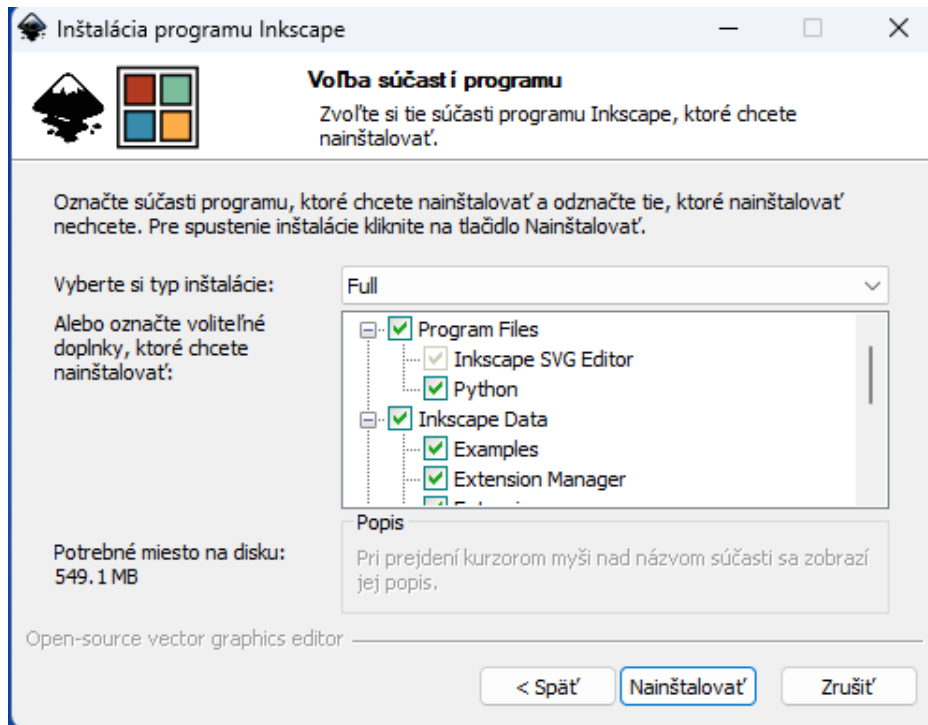 Inštalácia programu Inkscape
Voľba súčastí programu
Zvoľte si tie súčasti programu Inkscape, ktoré chcete
nainštalovať.
Označte súčasti programu, ktoré chcete nainštalovať a odznačte tie, ktoré nainštalovať
nechcete. Pre spustenie inštalácie kliknite na tlačidlo Nainštalovať.
Vyberte si typ inštalácie:
Full
Alebo označte voliteľné
doplnky, ktoré chcete
nainštalovať:
Program Files
Inkscape SVG Editor
Python
Inkscape Data
Examples
Extension Manager
Potrebné miesto na disku:
549.1 MB
Popis
Pri prejdení kurzorom myši nad názvom súčasti sa zobrazí
jej popis.
Open-source vector graphics editor
< Späť
Nainštalovať
Zrušiť